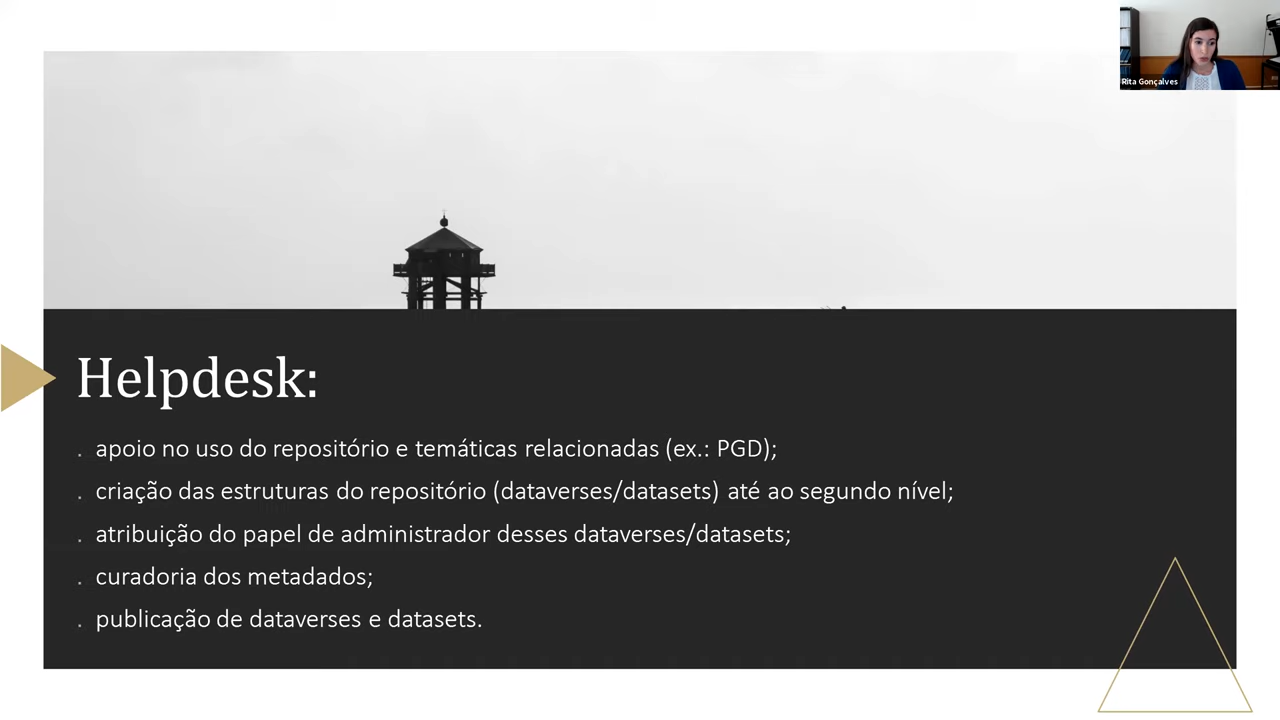 Rita Gonçalves
Helpdesk:
. apoio no uso do repositório e temáticas relacionadas (ex.: PGD);
. criação das estruturas do repositório (dataverses/datasets) até ao segundo nível;
. atribuição do papel de administrador desses dataverses/datasets;
. curadoria dos metadados;
. publicação de dataverses e datasets.